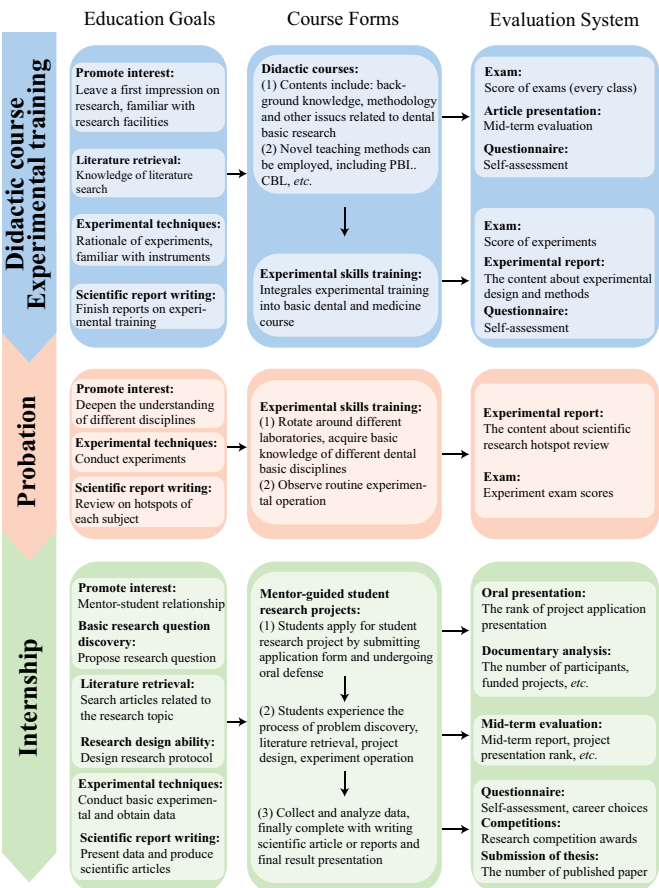 Education Goals
Course Forms
Evaluation System
Didactic course
Experimental training
Promote interest:
Leave a first impression on
research, familiar with
research facilities
Literature retrieval:
Knowledge of literature
search
Experimental techniques:
Rationale of experiments,
familiar with instruments
Scientific report writing:
Finish reports on experi-
mental training
Didactic courses:
(1) Contents include: back-
ground knowledge, methodology
and other issucs related to dental
basic research
(2) Novel teaching methods can
be employed, including PBI..
CBL, etc.
Experimental skills training:
Integrales experimental training
into basic dental and medicine
course
Exam:
Score of exams (every class)
Article presentation:
Mid-term evaluation
Questionnaire:
Self-assessment
Exam:
Score of experiments
Experimental report:
The content about experimental
design and methods
Questionnaire:
Self-assessment
Probation
Promote interest:
Deepen the understanding
of different disciplines
Experimental techniques:
Conduct experiments
Scientific report writing:
Review on hotspots of
each subject
Experimental skills training:
(1) Rotate around different
laboratories, acquire basic
knowledge of different dental
basic disciplines
(2) Observe routine experimen-
tal operation
Experimental report:
The content about scientific
research hotspot review
Exam:
Experiment exam scores
Internship
Promote interest:
Mentor-student relationship
Basic research question
discovery:
Propose research question
Literature retrieval:
Search articles related to
the research topic
Research design ability:
Design research protocol
Experimental techniques:
Conduct basic experimen-
tal and obtain data
Scientific report writing:
Present data and produce
scientific articles
Mentor-guided student
research projects:
(1) Students apply for student
research project by submitting
application form and undergoing
oral defense
(2) Students experience the
process of problem discovery,
literature retrieval, project
design, experiment operation
(3) Collect and analyze data,
finally complete with writing
scientific article or reports and
final result presentation
Oral presentation:
The rank of project application
presentation
Documentary analysis:
The number of participants,
funded projects, etc.
Mid-term evaluation:
Mid-term report, project
presentation rank, etc.
Questionnaire:
Self-assessment, career choices
Competitions:
Research competition awards
Submission of thesis:
The number of published paper